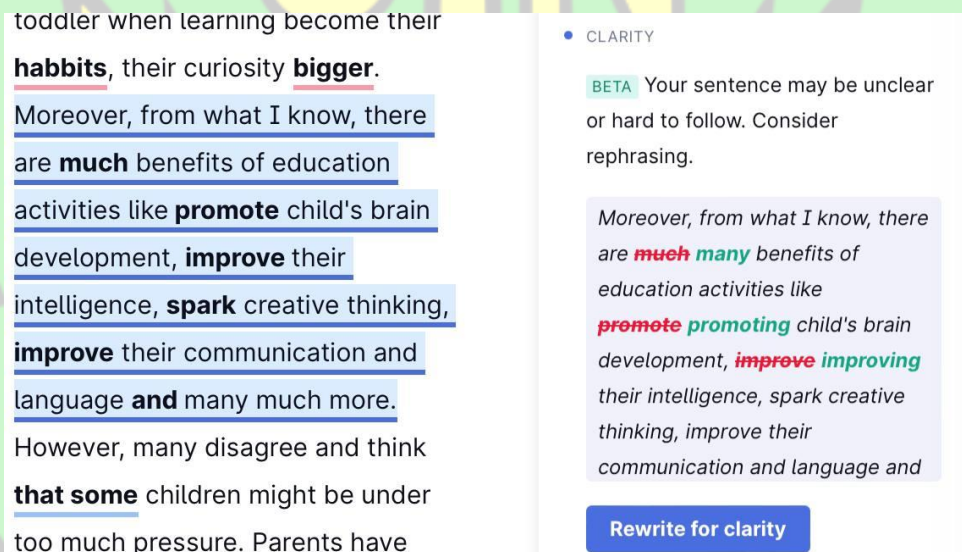 toddler when learning become their
habbits, their curiosity bigger.
Moreover, from what I know, there
are much benefits of education
activities like promote child's brain
development, improve their
intelligence, spark creative thinking,
improve their communication and
language and many much more.
However, many disagree and think
that some children might be under
too much pressure. Parents have
CLARITY
BETA Your sentence may be unclear
or hard to follow. Consider
rephrasing.
Moreover, from what I know, there
are much many benefits of
education activities like
promote promoting child's brain
development, improve improving
their intelligence, spark creative
thinking, improve their
communication and language and
Rewrite for clarity